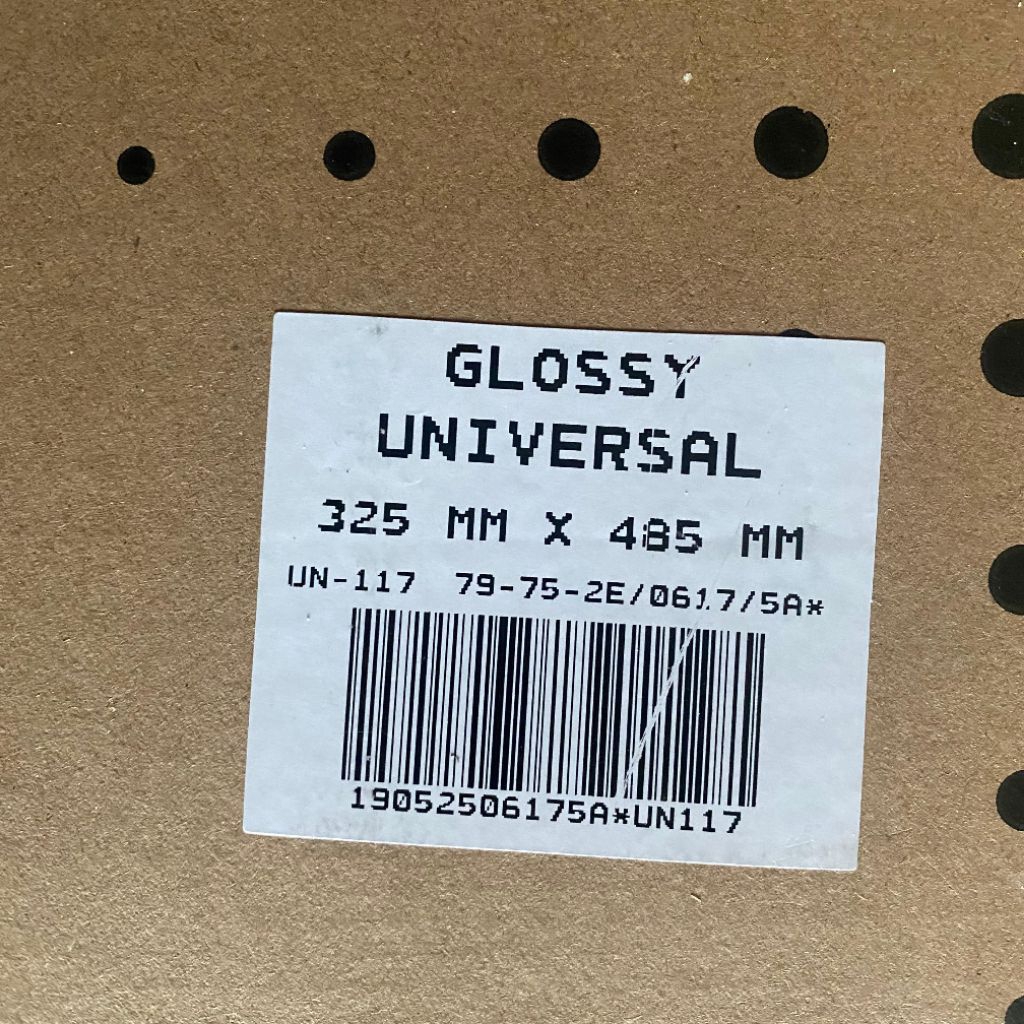 GLOSSY
UNIVERSAL
325 MM X 485 MM
UN-117 79-75-2E/0617/5A*
19052506175A*UN117